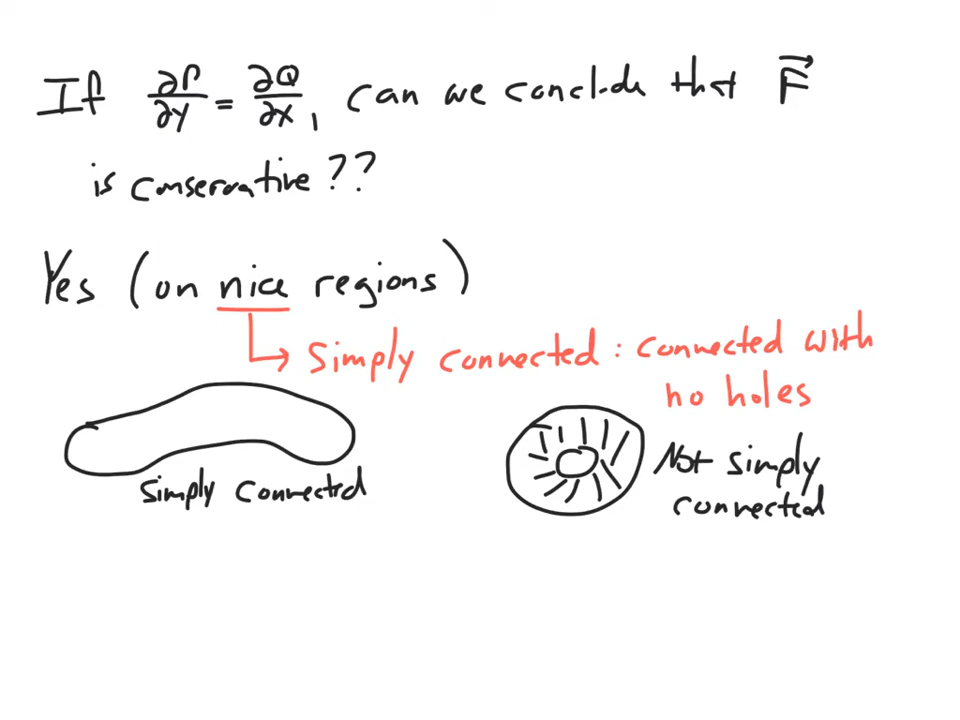 If ∂P/∂y = ∂Q/∂x, can we conclude that F⃗
is conservative??
Yes (on nice regions)
↳ Simply connected: connected with
no holes
Simply Connected
Not simply
connected